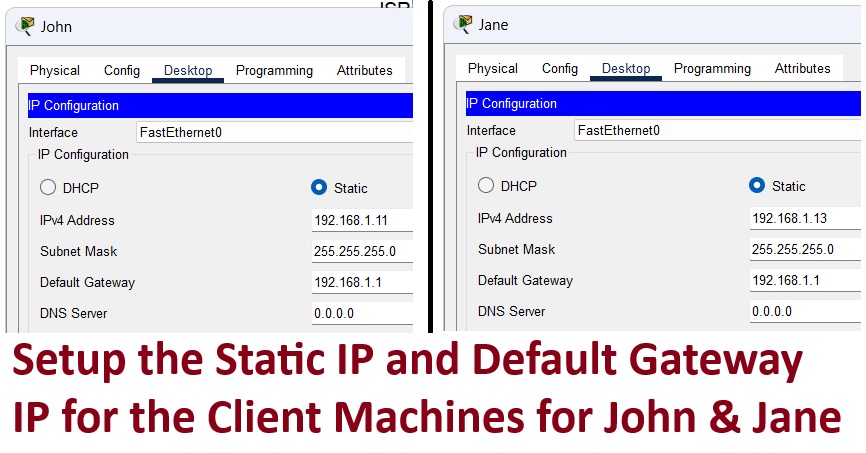 John
Physical Config Desktop Programming Attributes
IP Configuration
Interface FastEthernet0
IP Configuration
DHCP Static
IPv4 Address 192.168.1.11
Subnet Mask 255.255.255.0
Default Gateway 192.168.1.1
DNS Server 0.0.0.0
Jane
Physical Config Desktop Programming Attributes
IP Configuration
Interface FastEthernet0
IP Configuration
DHCP Static
IPv4 Address 192.168.1.13
Subnet Mask 255.255.255.0
Default Gateway 192.168.1.1
DNS Server 0.0.0.0
Setup the Static IP and Default Gateway
IP for the Client Machines for John & Jane